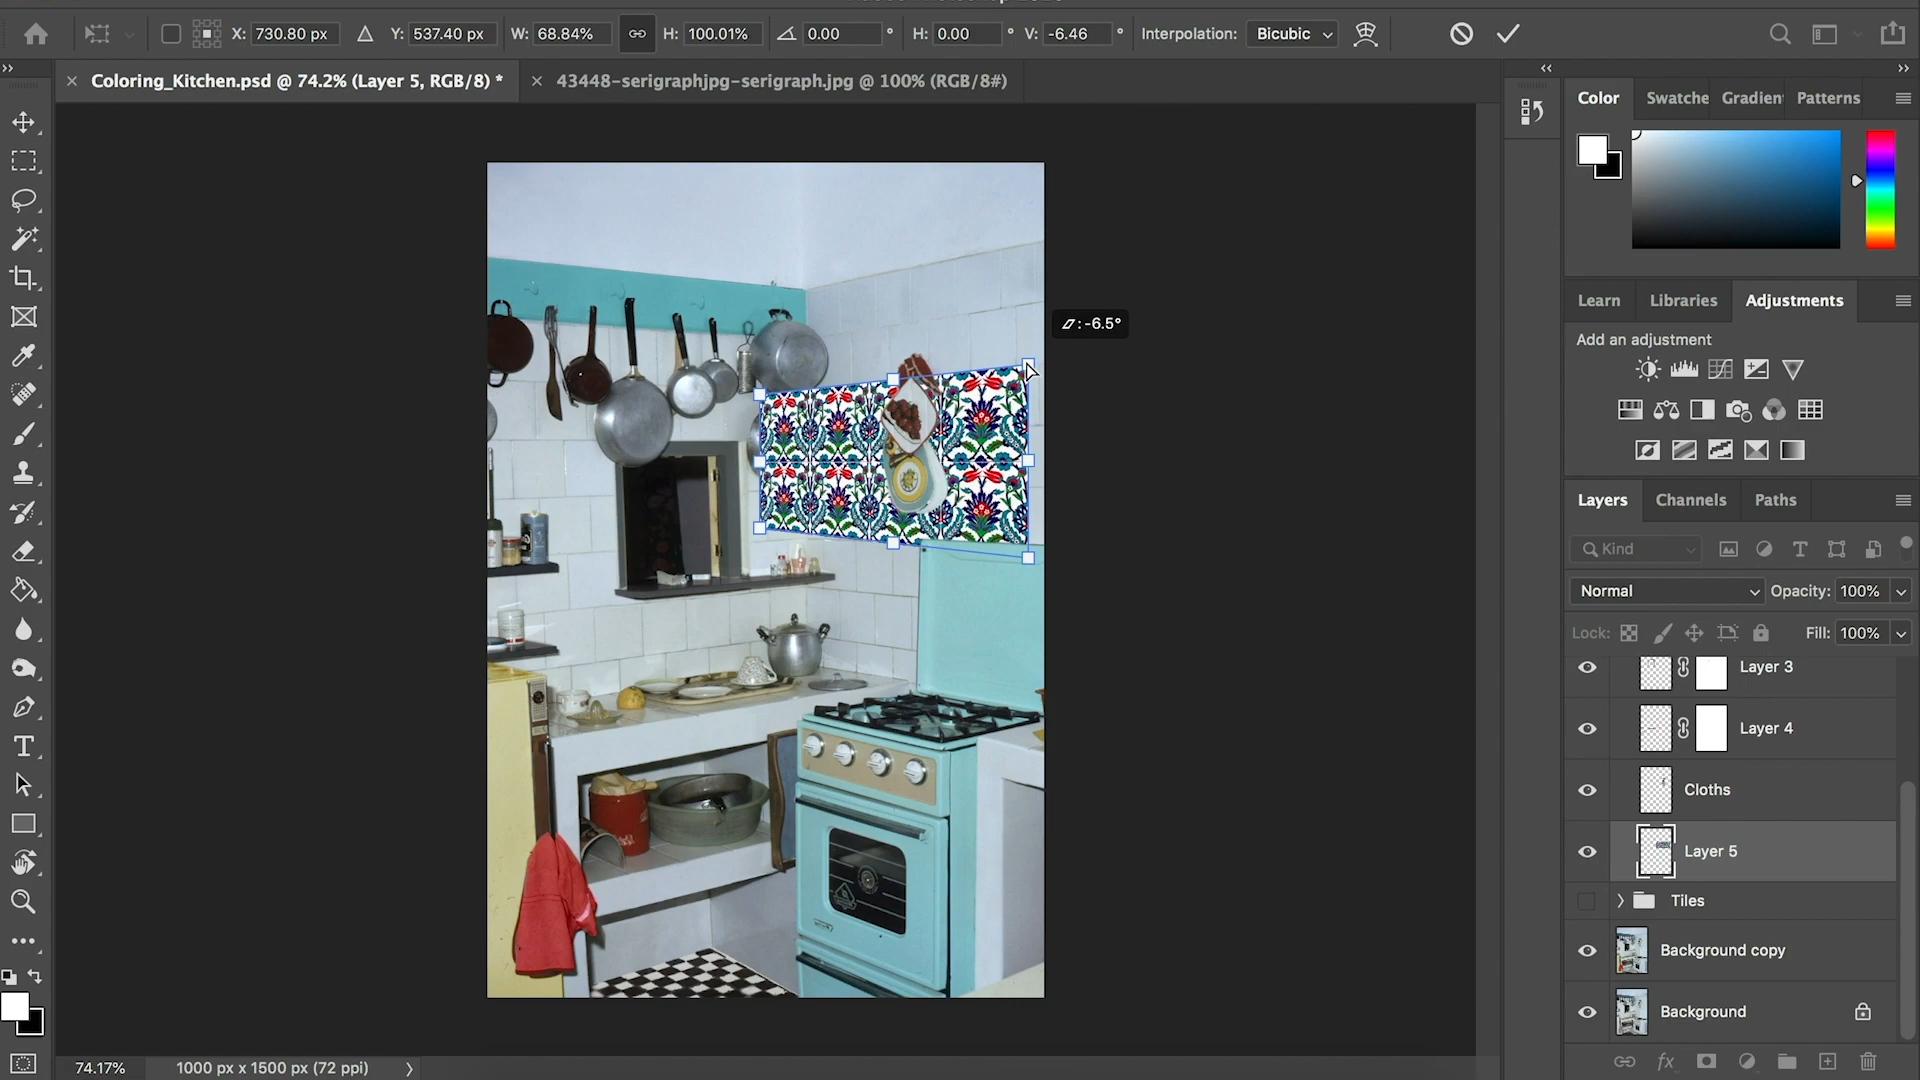 X: 730.80 px Y: 537.40 px W: 68.84% H: 100.01% 0.00 ° H: 0.00 ° V: -6.46 ° Interpolation: Bicubic
Coloring_Kitchen.psd @ 74.2% (Layer 5, RGB/8) * 43448-serigraphjpg-serigraph.jpg @ 100% (RGB/8#)
Color Swatche Gradien Patterns
Learn Libraries Adjustments
-6.5°
Add an adjustment
Layers Channels Paths
Kind
Normal Opacity: 100%
Lock: Fill: 100%
Layer 3
Layer 4
Cloths
Layer 5
Tiles
Background copy
Background
fx
74.17% 1000 px x 1500 px (72 ppi)